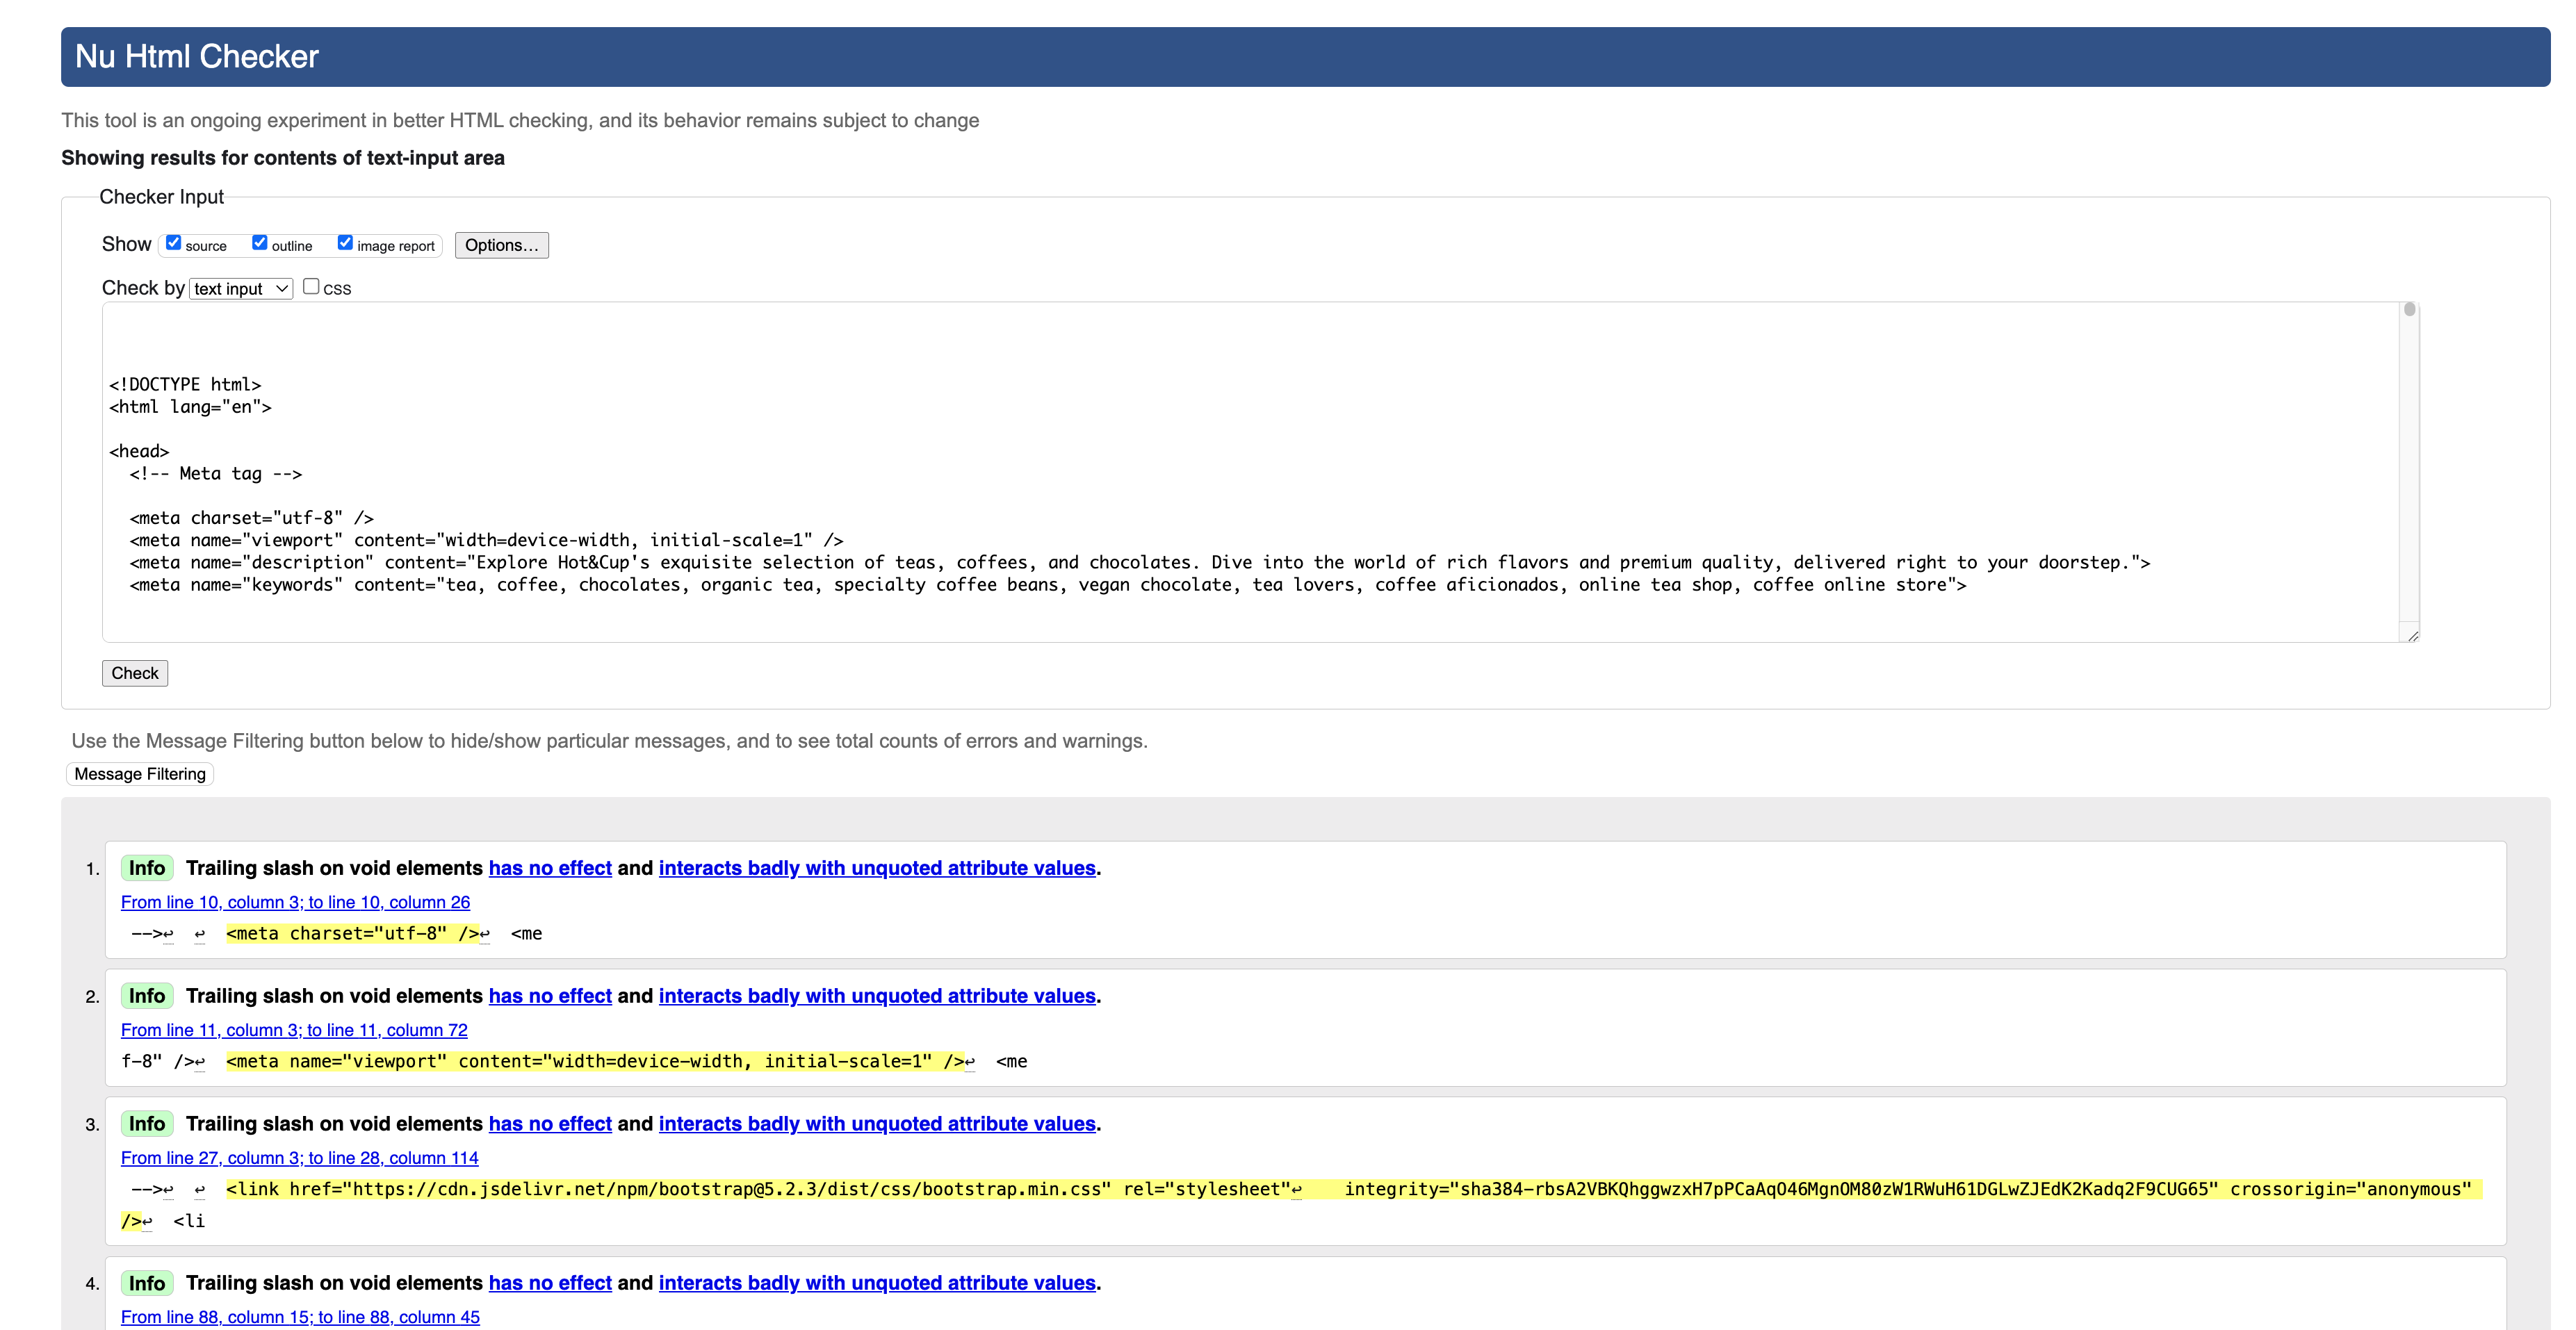 Nu Html Checker
This tool is an ongoing experiment in better HTML checking, and its behavior remains subject to change
Showing results for contents of text-input area
Checker Input
Show source outline image report Options...
Check by text input CSS
<!DOCTYPE html>
<html lang="en">
<head>
<!-- Meta tag -->
<meta charset="utf-8" />
<meta name="viewport" content="width=device-width, initial-scale=1" />
<meta name="description" content="Explore Hot&Cup's exquisite selection of teas, coffees, and chocolates. Dive into the world of rich flavors and premium quality, delivered right to your doorstep.">
<meta name="keywords" content="tea, coffee, chocolates, organic tea, specialty coffee beans, vegan chocolate, tea lovers, coffee aficionados, online tea shop, coffee online store">
Check
Use the Message Filtering button below to hide/show particular messages, and to see total counts of errors and warnings.
Message Filtering
1. Info Trailing slash on void elements has no effect and interacts badly with unquoted attribute values.
From line 10, column 3; to line 10, column 26
-->↩ ↩ <meta charset="utf-8" />↩ <me
2. Info Trailing slash on void elements has no effect and interacts badly with unquoted attribute values.
From line 11, column 3; to line 11, column 72
f-8" />↩ <meta name="viewport" content="width=device-width, initial-scale=1" />↩ <me
3. Info Trailing slash on void elements has no effect and interacts badly with unquoted attribute values.
From line 27, column 3; to line 28, column 114
-->↩ ↩ <link href="https://cdn.jsdelivr.net/npm/bootstrap@5.2.3/dist/css/bootstrap.min.css" rel="stylesheet"↩ integrity="sha384-rbsA2VBKQhggwzxH7pPCaAqO46MgnOM80zW1RWuH61DGLwZJEdK2Kadq2F9CUG65" crossorigin="anonymous"
/>↩ <li
4. Info Trailing slash on void elements has no effect and interacts badly with unquoted attribute values.
From line 88, column 15; to line 88, column 45